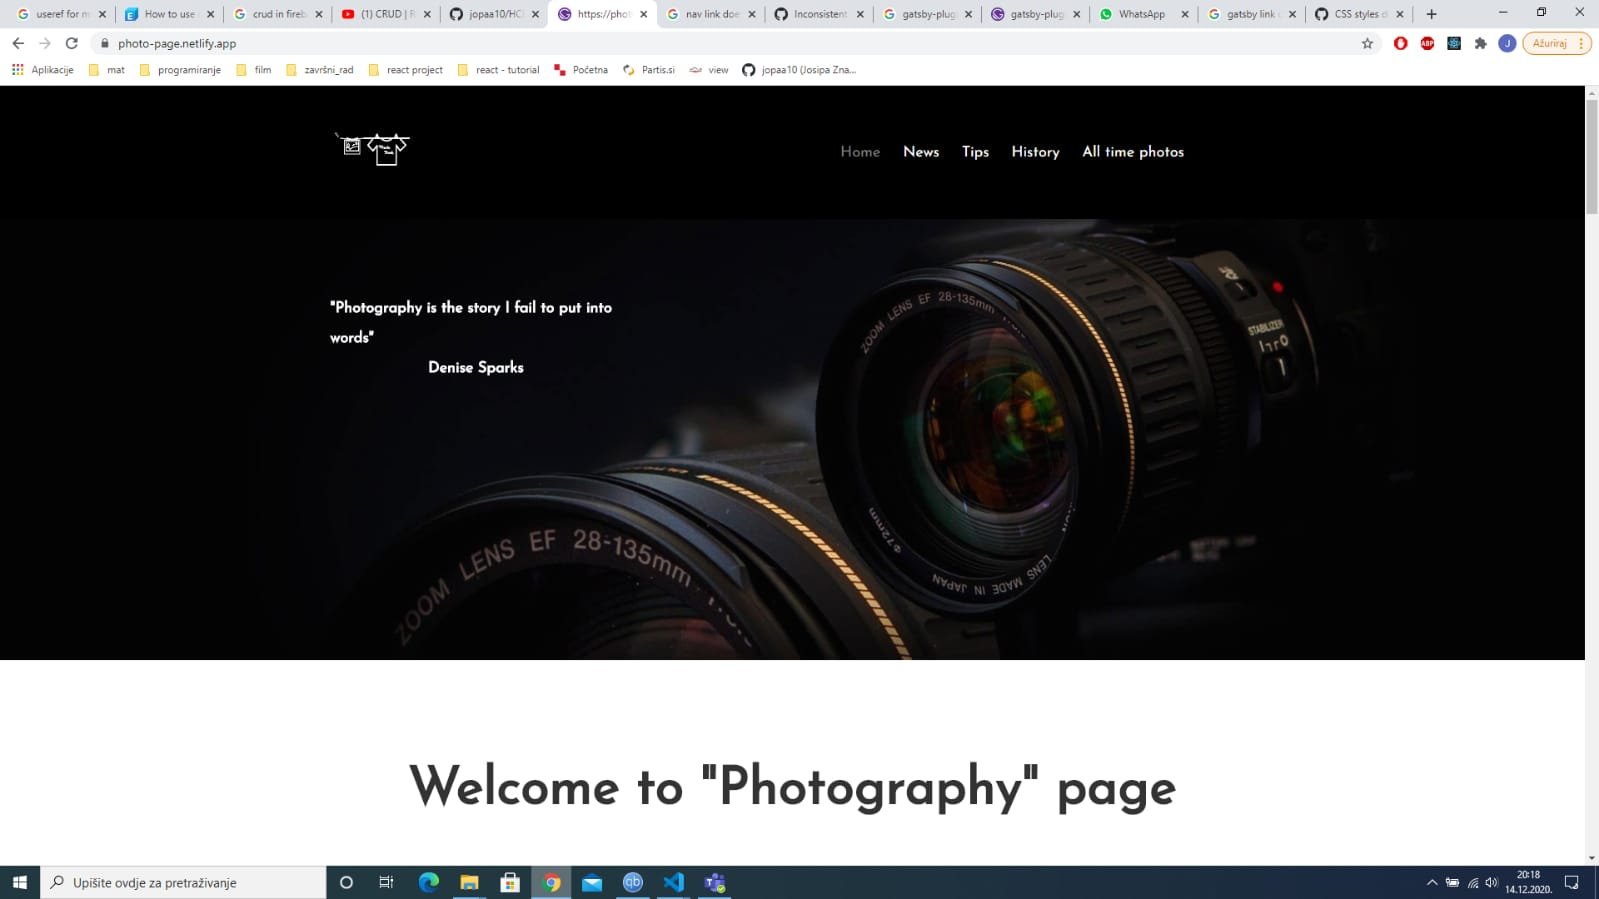 useref for m
How to use
crud in fireb
(1) CRUD | R
jopaa10/HCI
https://phot
nav link doe
Inconsistent
gatsby-plug
gatsby-plug
WhatsApp
gatsby link
CSS styles d
photo-page.netlify.app
ABP
J
Ažuriraj
Aplikacije
mat
programiranje
film
završni_rad
react project
react - tutorial
Početna
Partis.si
view
jopaa10 (Josipa Zna...
Home
News
Tips
History
All time photos
"Photography is the story I fail to put into
words"
Denise Sparks
ZOOM LENS EF 28-135mm
STABILIZER
Φ72mm
LENS MADE IN JAPAN
ZOOM LENS EF 28-135mm
Welcome to "Photography" page
Upišite ovdje za pretraživanje
qb
20:18
14.12.2020.